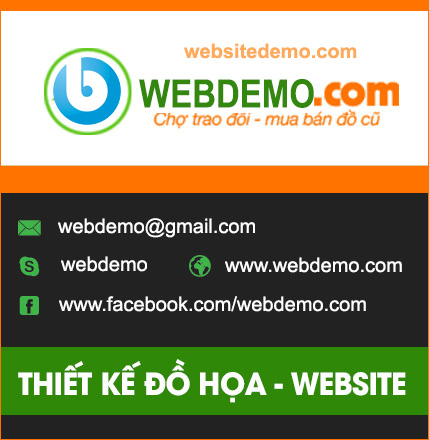 websitedemo.com
b WEBDEMO.com
Chợ trao đổi - mua bán đồ cũ
webdemo@gmail.com
webdemo www.webdemo.com
www.facebook.com/webdemo.com
THIẾT KẾ ĐỒ HỌA - WEBSITE